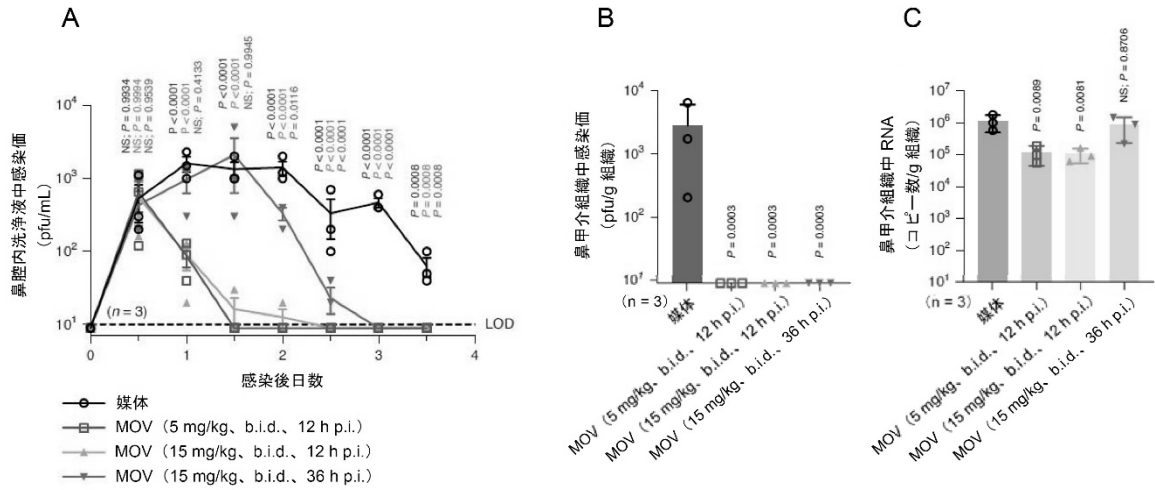 A
NS; P = 0.9934
NS; P = 0.9994
NS; P = 0.9539
P < 0.0001
P < 0.0001
NS; P = 0.4133
P < 0.0001
P < 0.0001
NS; P = 0.9945
P < 0.0001
P < 0.0001
P = 0.0116
P < 0.0001
P < 0.0001
P < 0.0001
P < 0.0001
P < 0.0001
P < 0.0001
P = 0.0008
P = 0.0008
P = 0.0008
鼻腔内洗浄液中感染価
(pfu/mL)
10⁴
10³
10²
10¹
(n = 3)
LOD
0 1 2 3 4
感染後日数
媒体
MOV(5 mg/kg、b.i.d.、12 h p.i.)
MOV(15 mg/kg、b.i.d.、12 h p.i.)
MOV(15 mg/kg、b.i.d.、36 h p.i.)
B
鼻甲介組織中感染価
(pfu/g 組織)
10⁴
10³
10²
10¹
P = 0.0003
P = 0.0003
P = 0.0003
(n = 3)
媒体
MOV(5 mg/kg、b.i.d.、12 h p.i.)
MOV(15 mg/kg、b.i.d.、12 h p.i.)
MOV(15 mg/kg、b.i.d.、36 h p.i.)
C
鼻甲介組織中 RNA
(コピー数/g 組織)
10⁷
10⁶
10⁵
10⁴
10³
10²
10¹
P = 0.0089
P = 0.0081
NS; P = 0.8706
(n = 3)
媒体
MOV(5 mg/kg、b.i.d.、12 h p.i.)
MOV(15 mg/kg、b.i.d.、12 h p.i.)
MOV(15 mg/kg、b.i.d.、36 h p.i.)